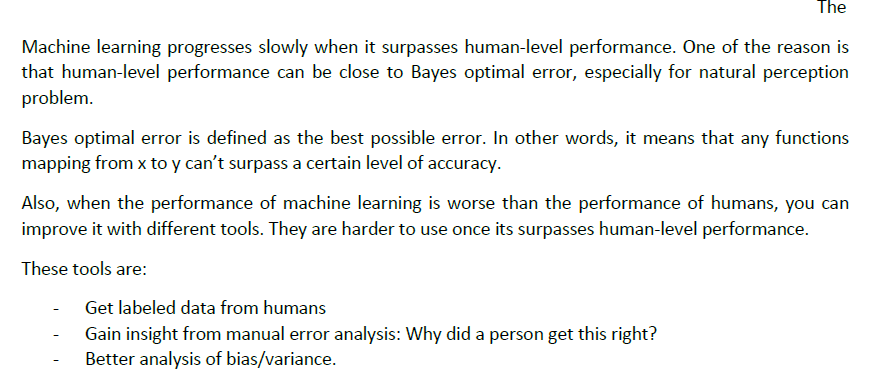 The
Machine learning progresses slowly when it surpasses human-level performance. One of the reason is
that human-level performance can be close to Bayes optimal error, especially for natural perception
problem.
Bayes optimal error is defined as the best possible error. In other words, it means that any functions
mapping from x to y can’t surpass a certain level of accuracy.
Also, when the performance of machine learning is worse than the performance of humans, you can
improve it with different tools. They are harder to use once its surpasses human-level performance.
These tools are:
- Get labeled data from humans
- Gain insight from manual error analysis: Why did a person get this right?
- Better analysis of bias/variance.